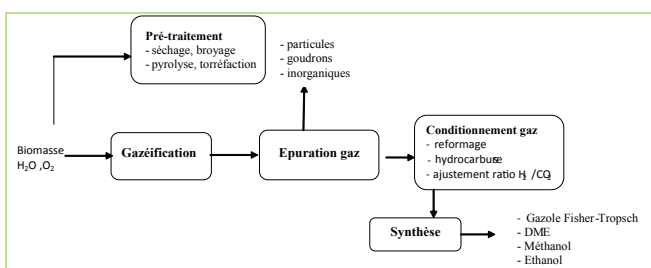 Pré-traitement
- séchage, broyage
- pyrolyse, torréfaction
- particules
- goudrons
- inorganiques
Biomasse
H₂O ,O₂
Gazéification
Epuration gaz
Conditionnement gaz
- reformage
- hydrocarbure
- ajustement ratio H₂ /CO₂
Synthèse
- Gazole Fisher-Tropsch
- DME
- Méthanol
- Ethanol